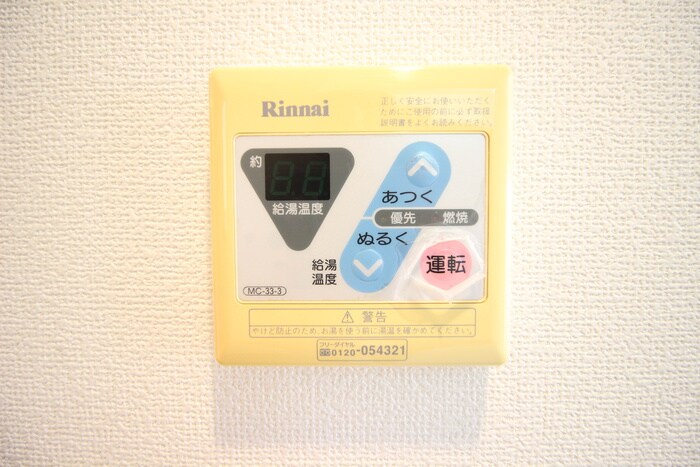 Rinnai
正しく安全にお使いいただく
ためにご使用の前に必ず取扱
説明書をよくお読みください。
約
給湯温度
あつく
優先 燃焼
ぬるく
給湯
温度
運転
MC-33-3
⚠ 警告
やけど防止のため、お湯を使う前に湯温を確かめてください。
フリーダイヤル
0120-054321